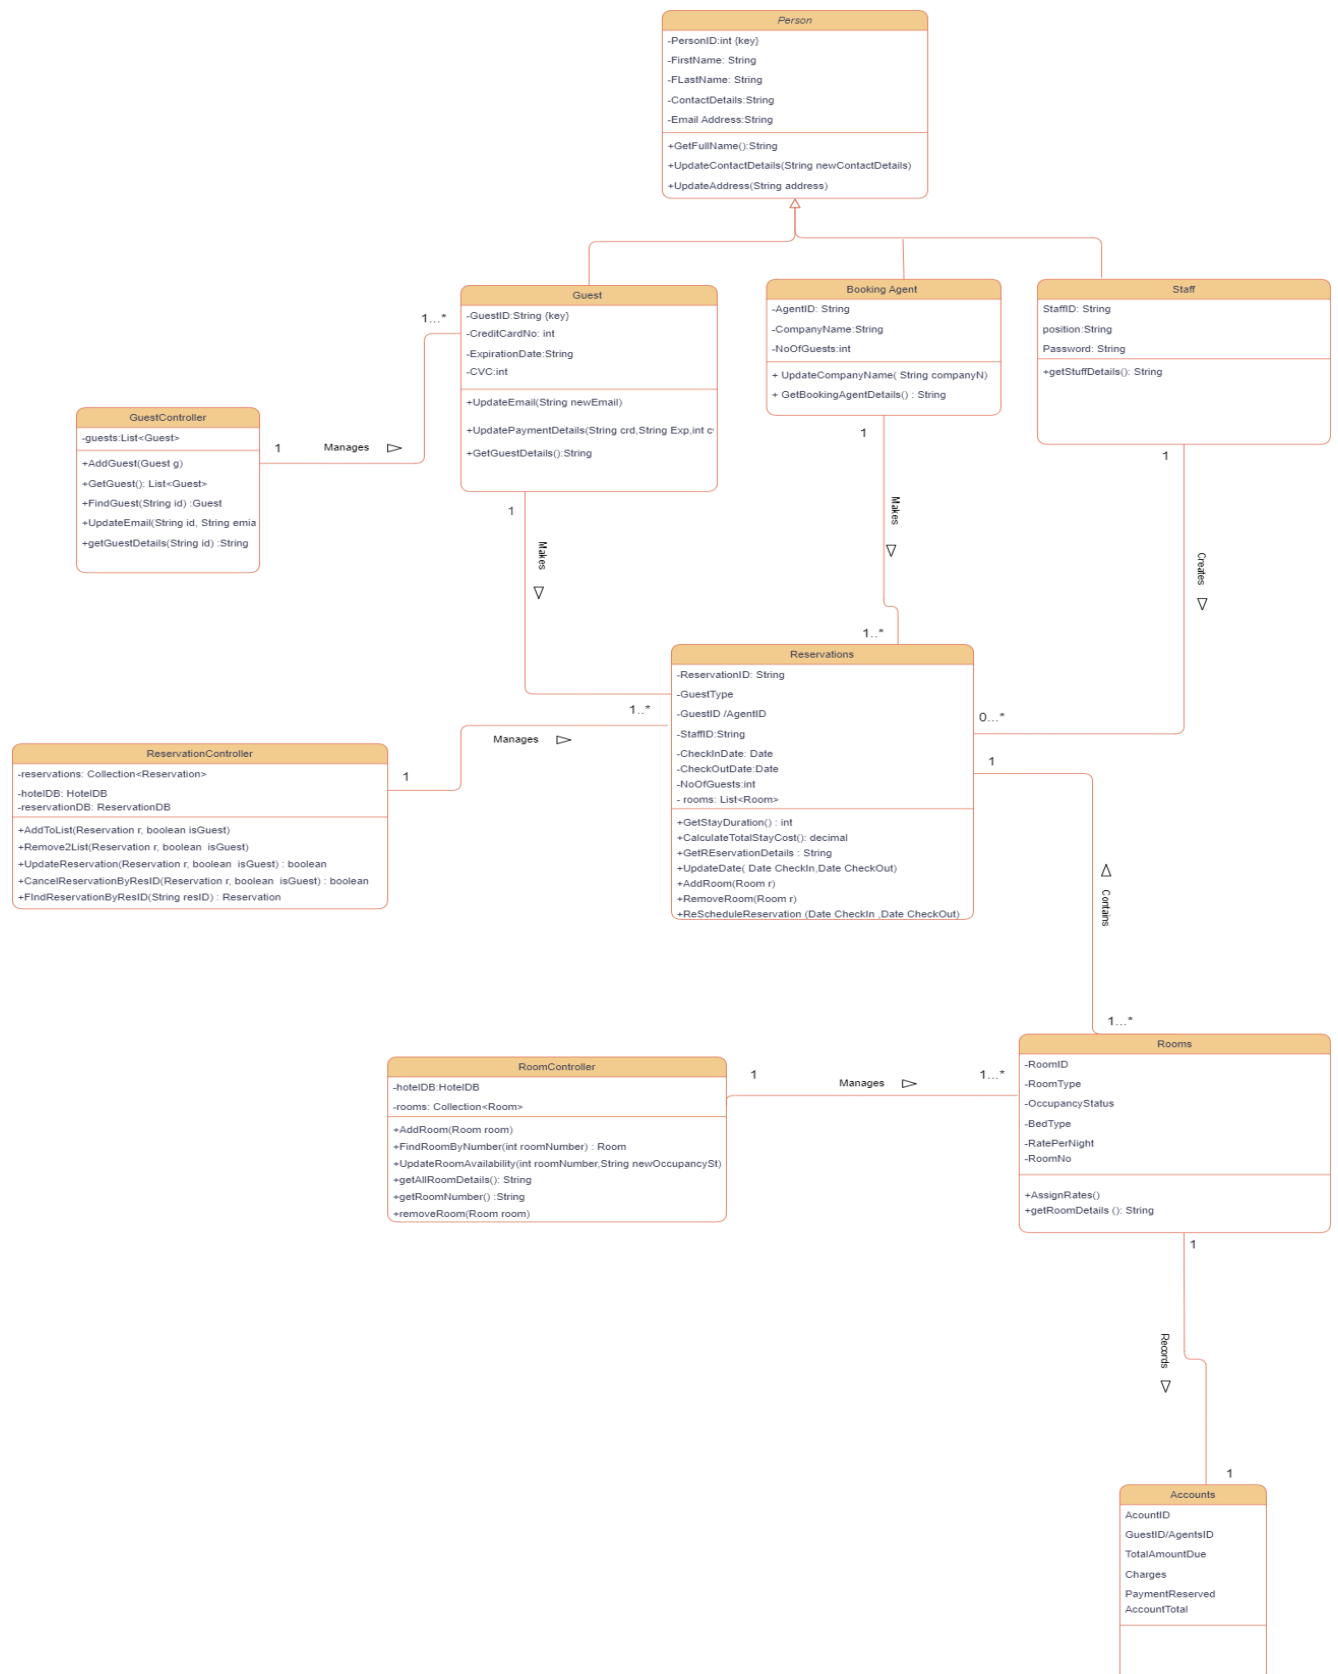 Person
-PersonID:int {key}
-FirstName: String
-FLastName: String
-ContactDetails:String
-Email Address:String
+GetFullName():String
+UpdateContactDetails(String newContactDetails)
+UpdateAddress(String address)
Guest
-GuestID:String {key}
-CreditCardNo: int
-ExpirationDate:String
-CVC:int
+UpdateEmail(String newEmail)
+UpdatePaymentDetails(String crd,String Exp,int c
+GetGuestDetails():String
Booking Agent
-AgentID: String
-CompanyName:String
-NoOfGuests:int
+ UpdateCompanyName( String companyN)
+ GetBookingAgentDetails() : String
Staff
StaffID: String
position:String
Password: String
+getStuffDetails(): String
GuestController
-guests:List<Guest>
+AddGuest(Guest g)
+GetGuest(): List<Guest>
+FindGuest(String id) :Guest
+UpdateEmail(String id, String emia
+getGuestDetails(String id) :String
1
Manages
1...*
1
Makes
1..*
1
Makes
1..*
1
Creates
0...*
Reservations
-ReservationID: String
-GuestType
-GuestID /AgentID
-StaffID:String
-CheckInDate: Date
-CheckOutDate:Date
-NoOfGuests:int
- rooms: List<Room>
+GetStayDuration() : int
+CalculateTotalStayCost(): decimal
+GetREservationDetails : String
+UpdateDate( Date CheckIn,Date CheckOut)
+AddRoom(Room r)
+RemoveRoom(Room r)
+ReScheduleReservation (Date CheckIn ,Date CheckOut)
ReservationController
-reservations: Collection<Reservation>
-hotelDB: HotelDB
-reservationDB: ReservationDB
+AddToList(Reservation r, boolean isGuest)
+Remove2List(Reservation r, boolean  isGuest)
+UpdateReservation(Reservation r, boolean  isGuest) : boolean
+CancelReservationByResID(Reservation r, boolean  isGuest) : boolean
+FIndReservationByResID(String resID) : Reservation
1
Manages
1
Contains
1...*
RoomController
-hotelDB:HotelDB
-rooms: Collection<Room>
+AddRoom(Room room)
+FindRoomByNumber(int roomNumber) : Room
+UpdateRoomAvailability(int roomNumber,String newOccupancySt)
+getAllRoomDetails(): String
+getRoomNumber() :String
+removeRoom(Room room)
1
Manages
1...*
Rooms
-RoomID
-RoomType
-OccupancyStatus
-BedType
-RatePerNight
-RoomNo
+AssignRates()
+getRoomDetails (): String
1
Records
1
Accounts
AcountID
GuestID/AgentsID
TotalAmountDue
Charges
PaymentReserved
AccountTotal